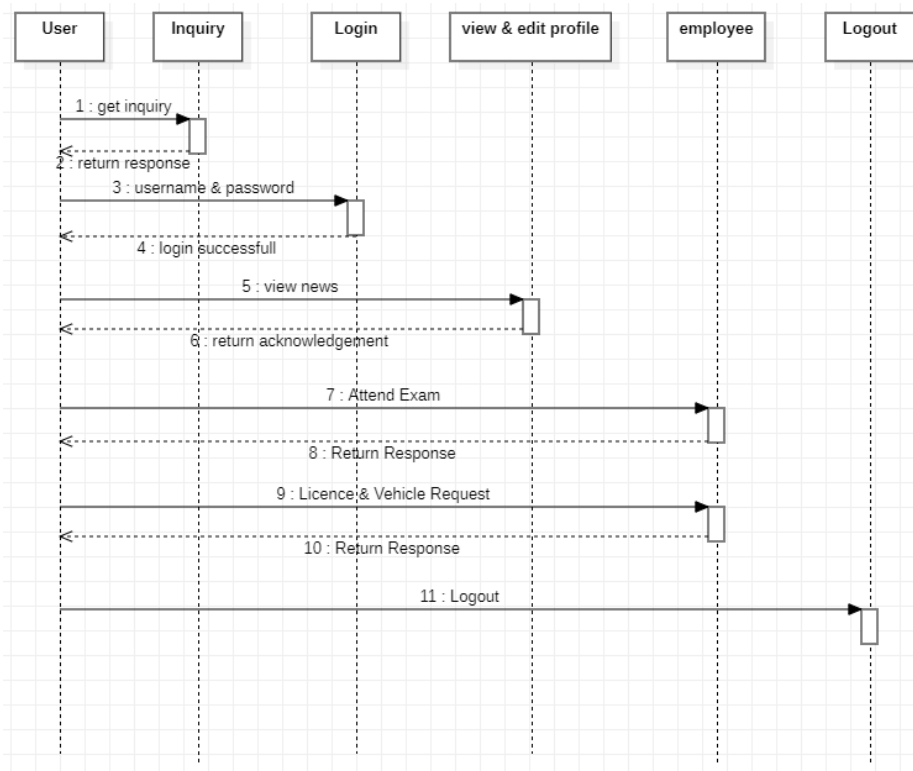 User
Inquiry
Login
view & edit profile
employee
Logout
1 : get inquiry
2 : return response
3 : username & password
4 : login successfull
5 : view news
6 : return acknowledgement
7 : Attend Exam
8 : Return Response
9 : Licence & Vehicle Request
10 : Return Response
11 : Logout